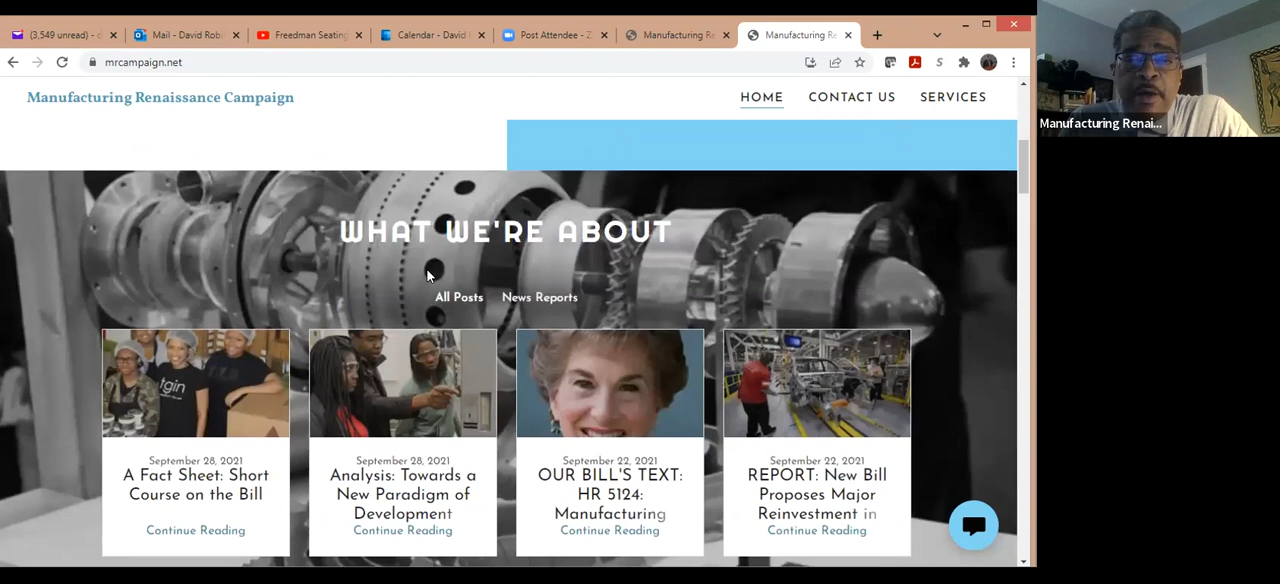 (3,549 unread) - d
Mail - David Rob
Freedman Seating
Calendar - David
Post Attendee - Z
Manufacturing Re
Manufacturing Re
mrcampaign.net
Manufacturing Renaissance Campaign
HOME CONTACT US SERVICES
Manufacturing Renai...
WHAT WE'RE ABOUT
All Posts News Reports
tgin
September 28, 2021
A Fact Sheet: Short
Course on the Bill
Continue Reading
September 28, 2021
Analysis: Towards a
New Paradigm of
Development
Continue Reading
September 22, 2021
OUR BILL'S TEXT:
HR 5124:
Manufacturing
Continue Reading
September 22, 2021
REPORT: New Bill
Proposes Major
Reinvestment in
Continue Reading